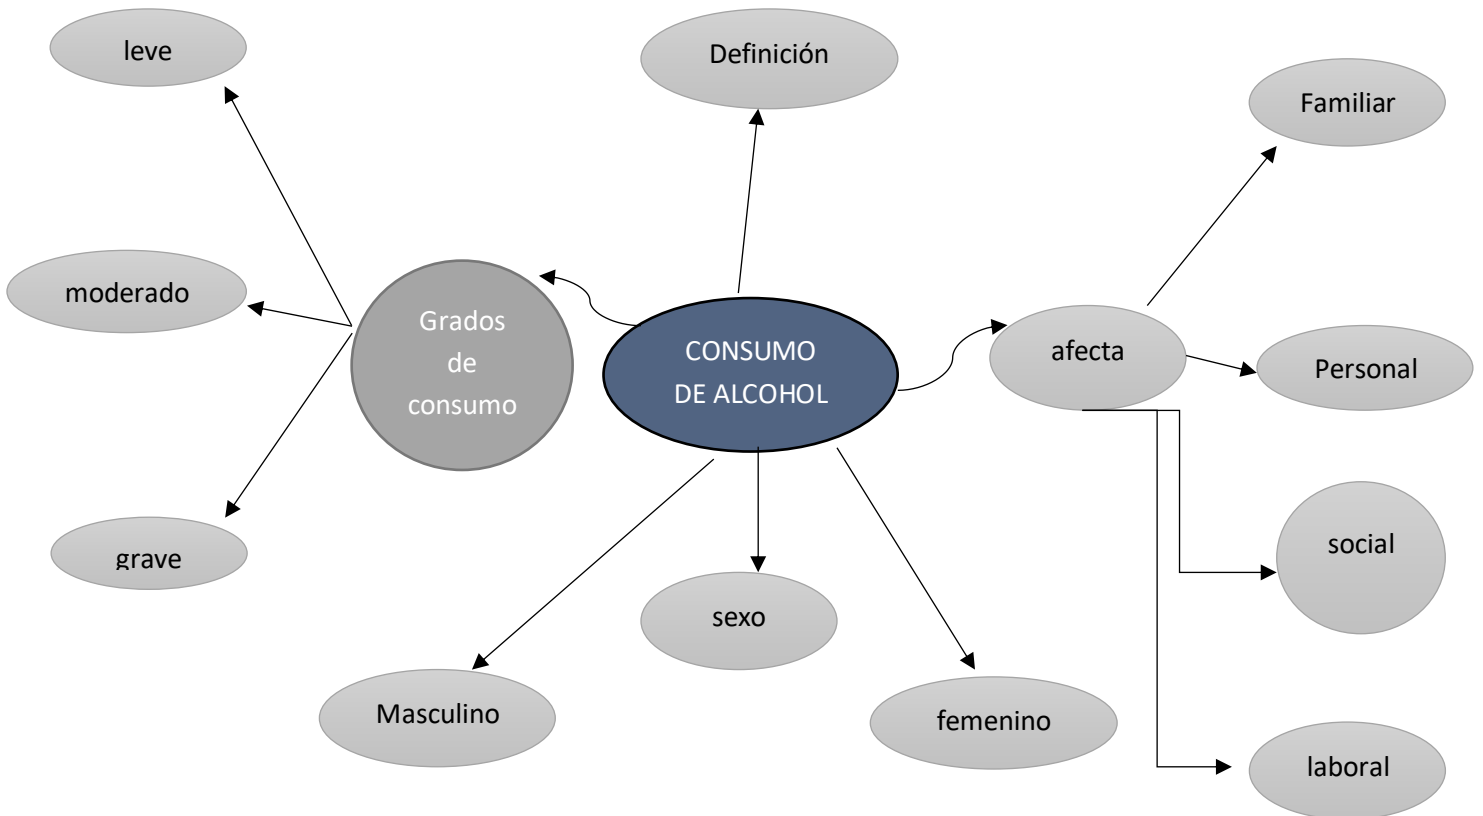 leve
Definición
Familiar
moderado
Grados
de
consumo
CONSUMO
DE ALCOHOL
afecta
Personal
grave
social
sexo
Masculino
femenino
laboral